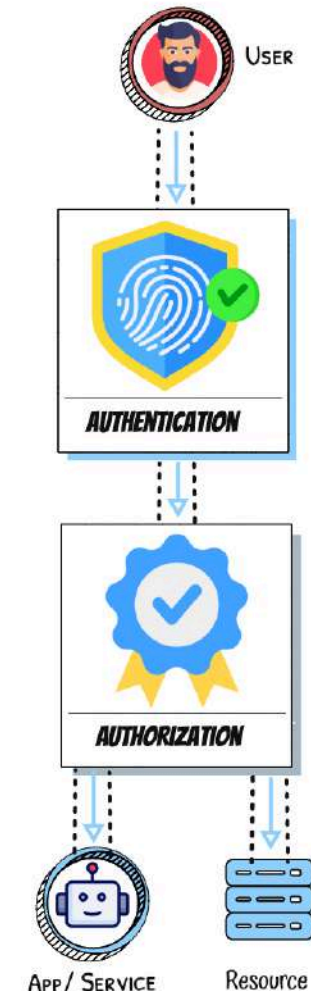 USER
AUTHENTICATION
AUTHORIZATION
APP/ SERVICE
Resource